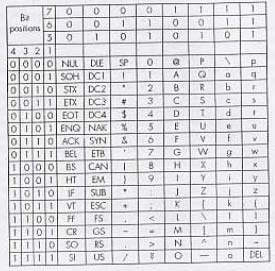 Bit positions 7 0 0 0 0 1 1 1 1
6 0 0 1 1 0 0 1 1
5 0 1 0 1 0 1 0 1
4 3 2 1
0 0 0 0 NUL DLE SP 0 @ P \ p
0 0 0 1 SOH DC1 ! 1 A Q a q
0 0 1 0 STX DC2 " 2 B R b r
0 0 1 1 ETX DC3 # 3 C S c s
0 1 0 0 EOT DC4 $ 4 D T d t
0 1 0 1 ENQ NAK % 5 E U e u
0 1 1 0 ACK SYN & 6 F V f v
0 1 1 1 BEL ETB ' 7 G W g w
1 0 0 0 BS CAN ( 8 H X h x
1 0 0 1 HT EM ) 9 I Y i y
1 0 1 0 LF SUB * : J Z j z
1 0 1 1 VT ESC + ; K [ k {
1 1 0 0 FF FS , < L \ l |
1 1 0 1 CR GS - = M ] m }
1 1 1 0 SO RS . > N ^ n ~
1 1 1 1 SI US / ? O — o DEL